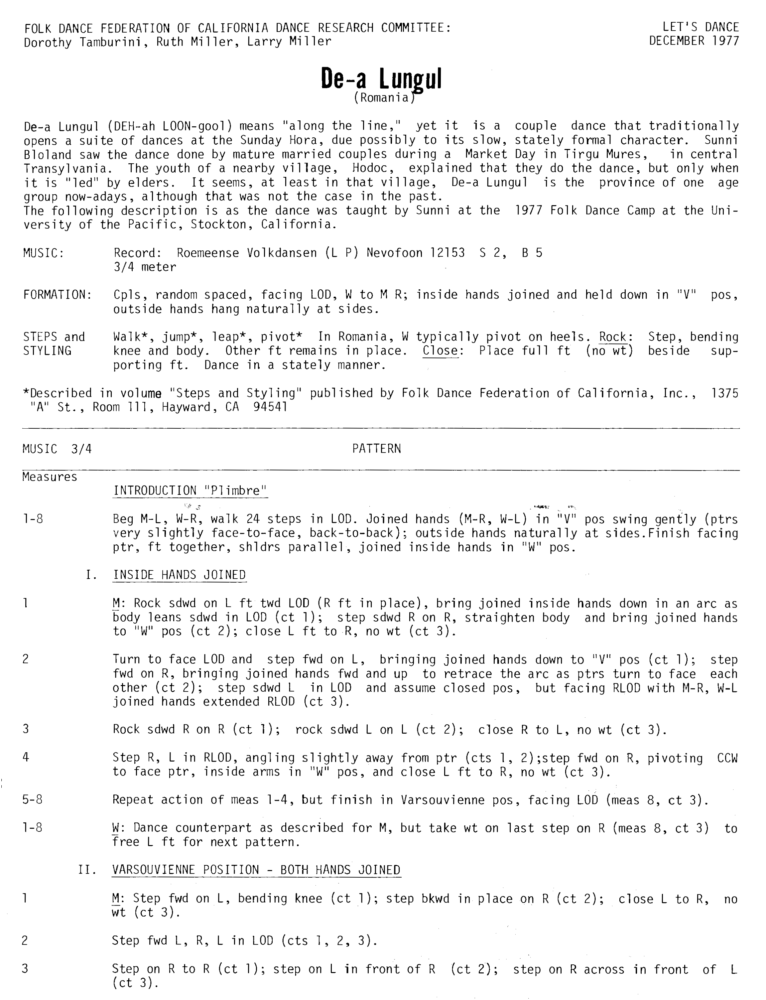 FOLK DANCE FEDERATION OF CALIFORNIA DANCE RESEARCH COMMITTEE: LET'S DANCE
Dorothy Tamburini, Ruth Miller, Larry Miller DECEMBER 1977
De-a Lungul
(Romania)
De-a Lungul (DEH-ah LOON-gool) means "along the line," yet it is a couple dance that traditionally
opens a suite of dances at the Sunday Hora, due possibly to its slow, stately formal character. Sunni
Bloland saw the dance done by mature married couples during a Market Day in Tirgu Mures, in central
Transylvania. The youth of a nearby village, Hodoc, explained that they do the dance, but only when
it is "led" by elders. It seems, at least in that village, De-a Lungul is the province of one age
group now-adays, although that was not the case in the past.
The following description is as the dance was taught by Sunni at the 1977 Folk Dance Camp at the Uni-
versity of the Pacific, Stockton, California.
MUSIC: Record: Roemeense Volkdansen (L P) Nevofoon 12153 S 2, B 5
3/4 meter
FORMATION: Cpls, random spaced, facing LOD, W to M R; inside hands joined and held down in "V" pos,
outside hands hang naturally at sides.
STEPS and Walk*, jump*, leap*, pivot* In Romania, W typically pivot on heels. Rock: Step, bending
STYLING knee and body. Other ft remains in place. Close: Place full ft (no wt) beside sup-
porting ft. Dance in a stately manner.
*Described in volume "Steps and Styling" published by Folk Dance Federation of California, Inc., 1375
"A" St., Room 111, Hayward, CA 94541
MUSIC 3/4 PATTERN
Measures
INTRODUCTION "Plimbre"
1-8 Beg M-L, W-R, walk 24 steps in LOD. Joined hands (M-R, W-L) in "V" pos swing gently (ptrs
very slightly face-to-face, back-to-back); outside hands naturally at sides.Finish facing
ptr, ft together, shldrs parallel, joined inside hands in "W" pos.
I. INSIDE HANDS JOINED
1 M: Rock sdwd on L ft twd LOD (R ft in place), bring joined inside hands down in an arc as
body leans sdwd in LOD (ct 1); step sdwd R on R, straighten body and bring joined hands
to "W" pos (ct 2); close L ft to R, no wt (ct 3).
2 Turn to face LOD and step fwd on L, bringing joined hands down to "V" pos (ct 1); step
fwd on R, bringing joined hands fwd and up to retrace the arc as ptrs turn to face each
other (ct 2); step sdwd L in LOD and assume closed pos, but facing RLOD with M-R, W-L
joined hands extended RLOD (ct 3).
3 Rock sdwd R on R (ct 1); rock sdwd L on L (ct 2); close R to L, no wt (ct 3).
4 Step R, L in RLOD, angling slightly away from ptr (cts 1, 2);step fwd on R, pivoting CCW
to face ptr, inside arms in "W" pos, and close L ft to R, no wt (ct 3).
5-8 Repeat action of meas 1-4, but finish in Varsouvienne pos, facing LOD (meas 8, ct 3).
1-8 W: Dance counterpart as described for M, but take wt on last step on R (meas 8, ct 3) to
free L ft for next pattern.
II. VARSOUVIENNE POSITION - BOTH HANDS JOINED
1 M: Step fwd on L, bending knee (ct 1); step bkwd in place on R (ct 2); close L to R, no
wt (ct 3).
2 Step fwd L, R, L in LOD (cts 1, 2, 3).
3 Step on R to R (ct 1); step on L in front of R (ct 2); step on R across in front of L
(ct 3).